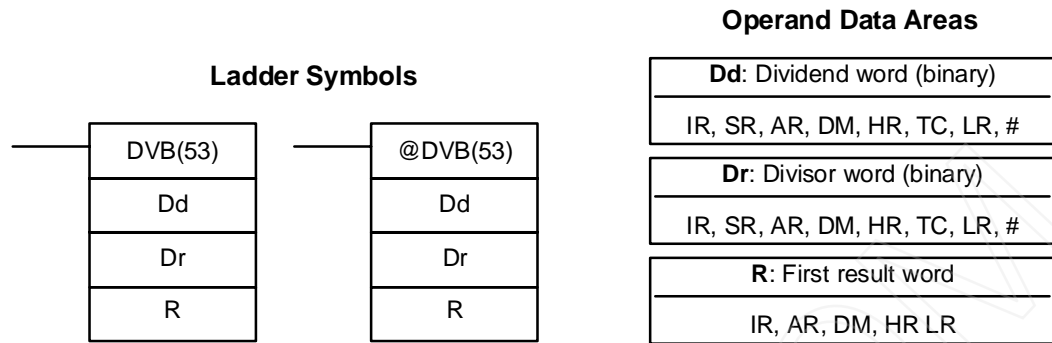 Operand Data Areas
Ladder Symbols
DVB(53)
Dd
Dr
R
@DVB(53)
Dd
Dr
R
Dd: Dividend word (binary)
IR, SR, AR, DM, HR, TC, LR, #
Dr: Divisor word (binary)
IR, SR, AR, DM, HR, TC, LR, #
R: First result word
IR, AR, DM, HR LR